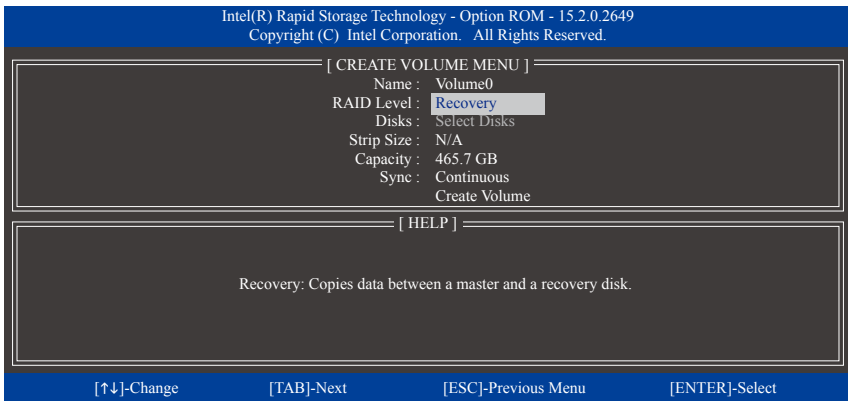 Intel(R) Rapid Storage Technology - Option ROM - 15.2.0.2649
Copyright (C) Intel Corporation. All Rights Reserved.
[ CREATE VOLUME MENU ]
Name : Volume0
RAID Level : Recovery
Disks : Select Disks
Strip Size : N/A
Capacity : 465.7 GB
Sync : Continuous
Create Volume
[ HELP ]
Recovery: Copies data between a master and a recovery disk.
[↑↓]-Change [TAB]-Next [ESC]-Previous Menu [ENTER]-Select